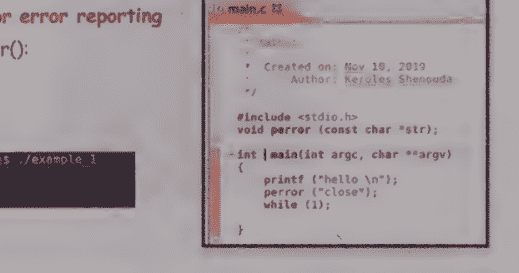 or error reporting
r():
$ ./example_1
main.c
* Created on: Nov 10, 2019
* Author: Keroles Shenouda
*/
#include <stdio.h>
void perror (const char *str);
int main(int argc, char **argv)
{
printf ("hello \n");
perror ("close");
while (1);
}